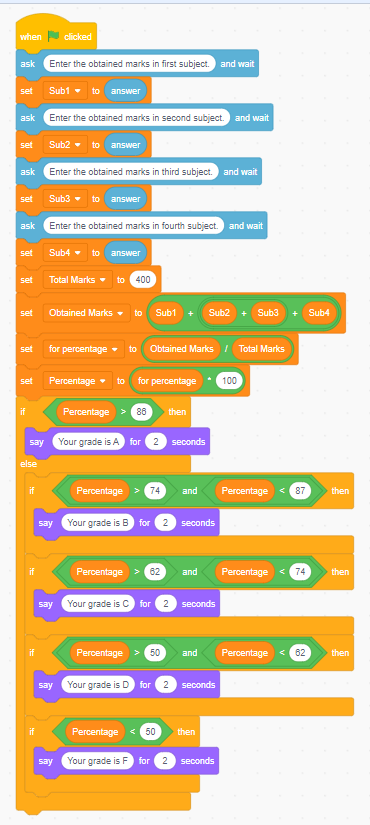 when clicked
ask Enter the obtained marks in first subject. and wait
set Sub1 to answer
ask Enter the obtained marks in second subject. and wait
set Sub2 to answer
ask Enter the obtained marks in third subject. and wait
set Sub3 to answer
ask Enter the obtained marks in fourth subject. and wait
set Sub4 to answer
set Total Marks to 400
set Obtained Marks to Sub1 + Sub2 + Sub3 + Sub4
set for percentage to Obtained Marks / Total Marks
set Percentage to for percentage * 100
if Percentage > 86 then
say Your grade is A for 2 seconds
else
if Percentage > 74 and Percentage < 87 then
say Your grade is B for 2 seconds
if Percentage > 62 and Percentage < 74 then
say Your grade is C for 2 seconds
if Percentage > 50 and Percentage < 62 then
say Your grade is D for 2 seconds
if Percentage < 50 then
say Your grade is F for 2 seconds